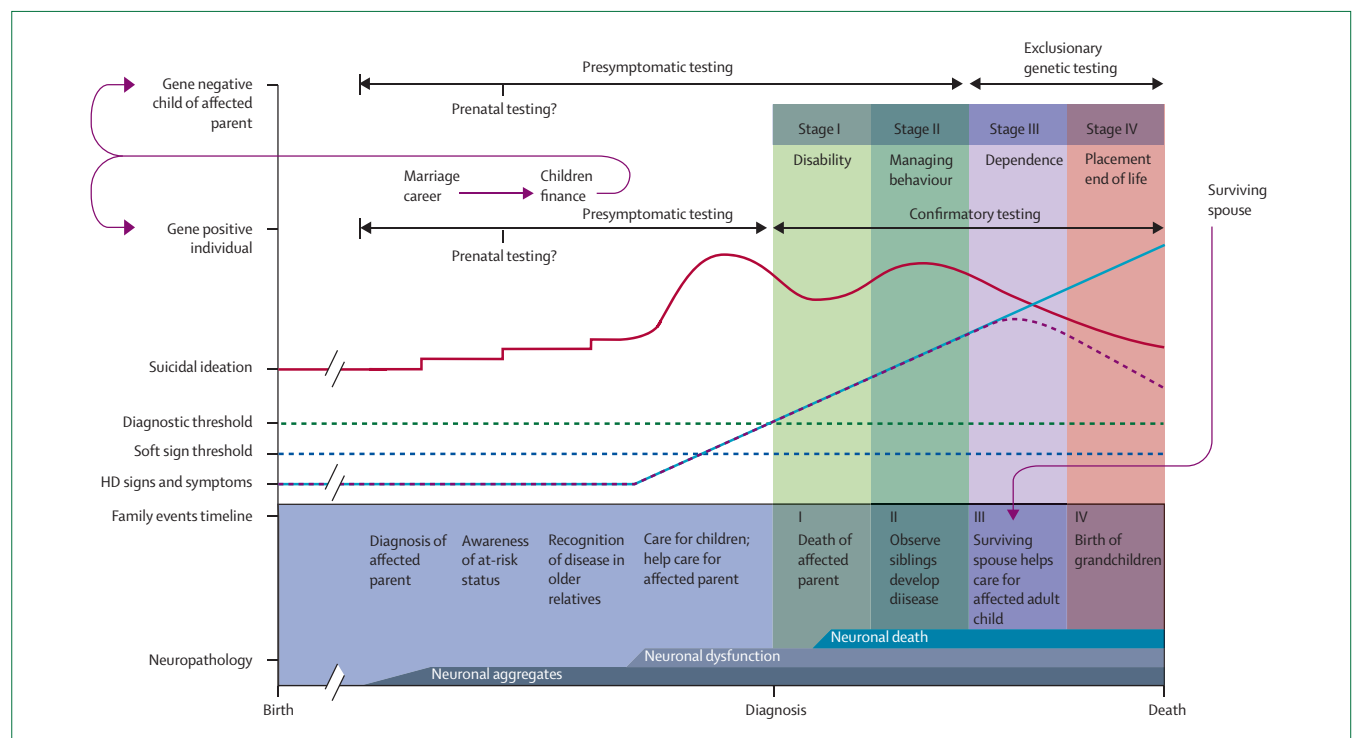 Exclusionary
genetic testing
Presymptomatic testing
Gene negative
child of affected
parent
Prenatal testing?
Stage I
Stage II
Stage III
Stage IV
Disability
Managing
behaviour
Dependence
Placement
end of life
Marriage
career
Children
finance
Surviving
spouse
Presymptomatic testing
Confirmatory testing
Gene positive
individual
Prenatal testing?
Suicidal ideation
Diagnostic threshold
Soft sign threshold
HD signs and symptoms
Family events timeline
Diagnosis of
affected
parent
Awareness
of at-risk
status
Recognition
of disease in
older
relatives
Care for children;
help care for
affected parent
I
Death of
affected
parent
II
Observe
siblings
develop
diisease
III
Surviving
spouse helps
care for
affected adult
child
IV
Birth of
grandchildren
Neuronal death
Neuropathology
Neuronal dysfunction
Neuronal aggregates
Birth
Diagnosis
Death